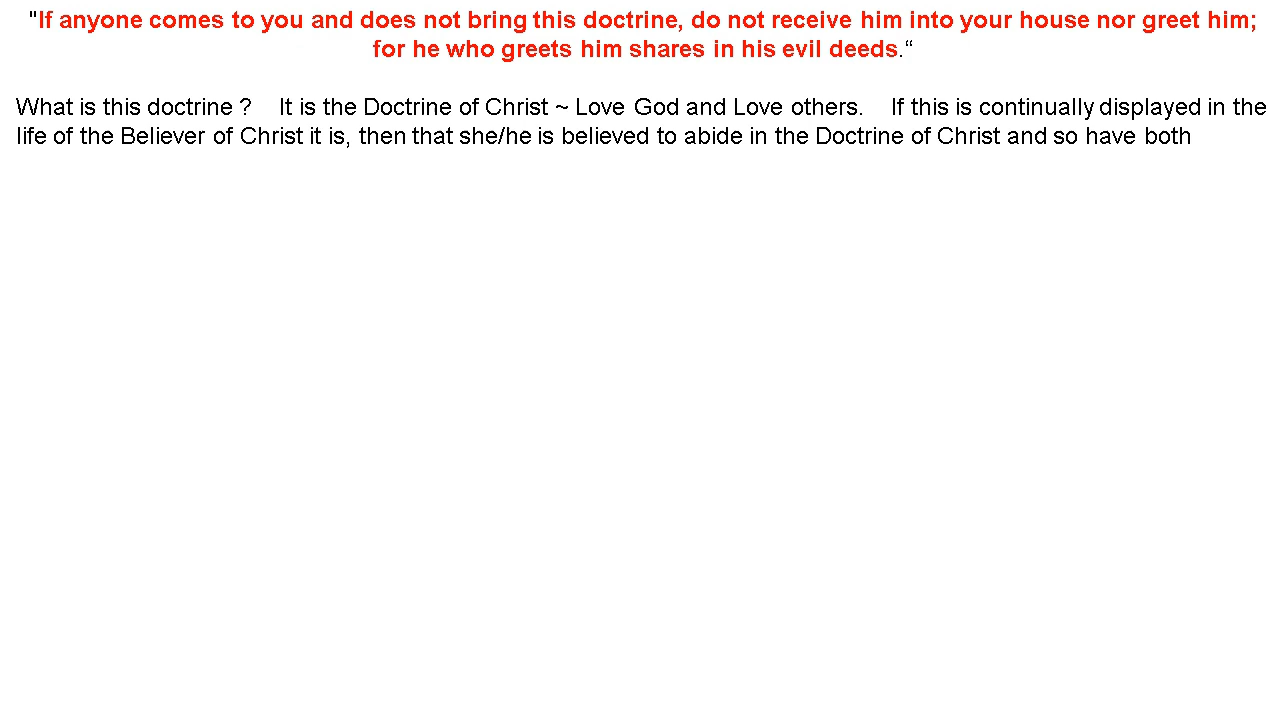 "If anyone comes to you and does not bring this doctrine, do not receive him into your house nor greet him;
for he who greets him shares in his evil deeds.“
What is this doctrine ? It is the Doctrine of Christ ~ Love God and Love others. If this is continually displayed in the
life of the Believer of Christ it is, then that she/he is believed to abide in the Doctrine of Christ and so have both